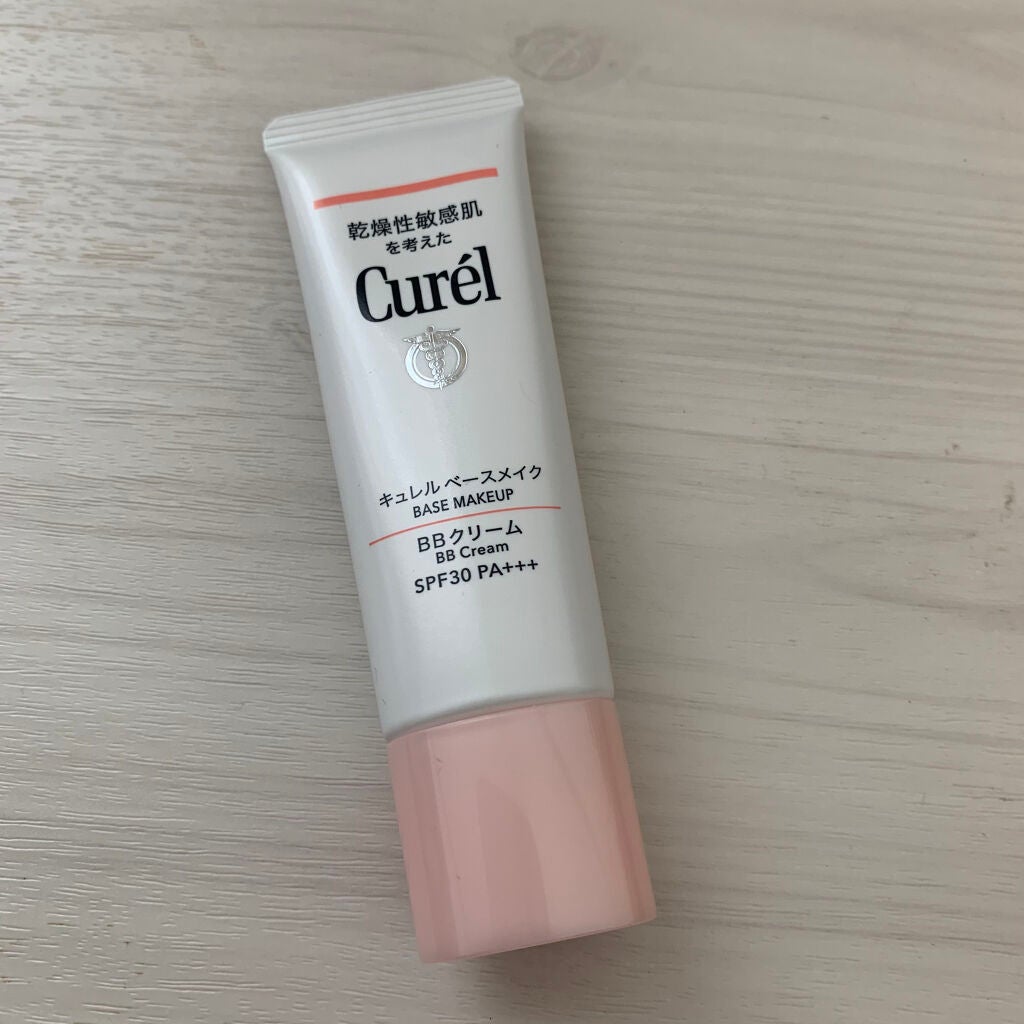 乾燥性敏感肌
を考えた
Curél
キュレル ベースメイク
BASE MAKEUP
BBクリーム
BB Cream
SPF30 PA+++